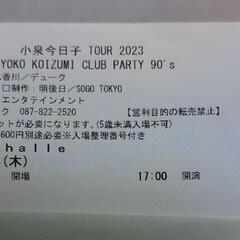 小泉今日子 TOUR 2023
YOKO KOIZUMI CLUB PARTY 90's
香川／デューク
口制作：明後日／SOGO TOKYO
エンタテインメント
087-822-2520 【営利目的の転売禁止】
ットが必要になります。(5歳未満入場不可)
600円別途必要※入場整理番号付き
halle
(木)
開場 17:00 開演